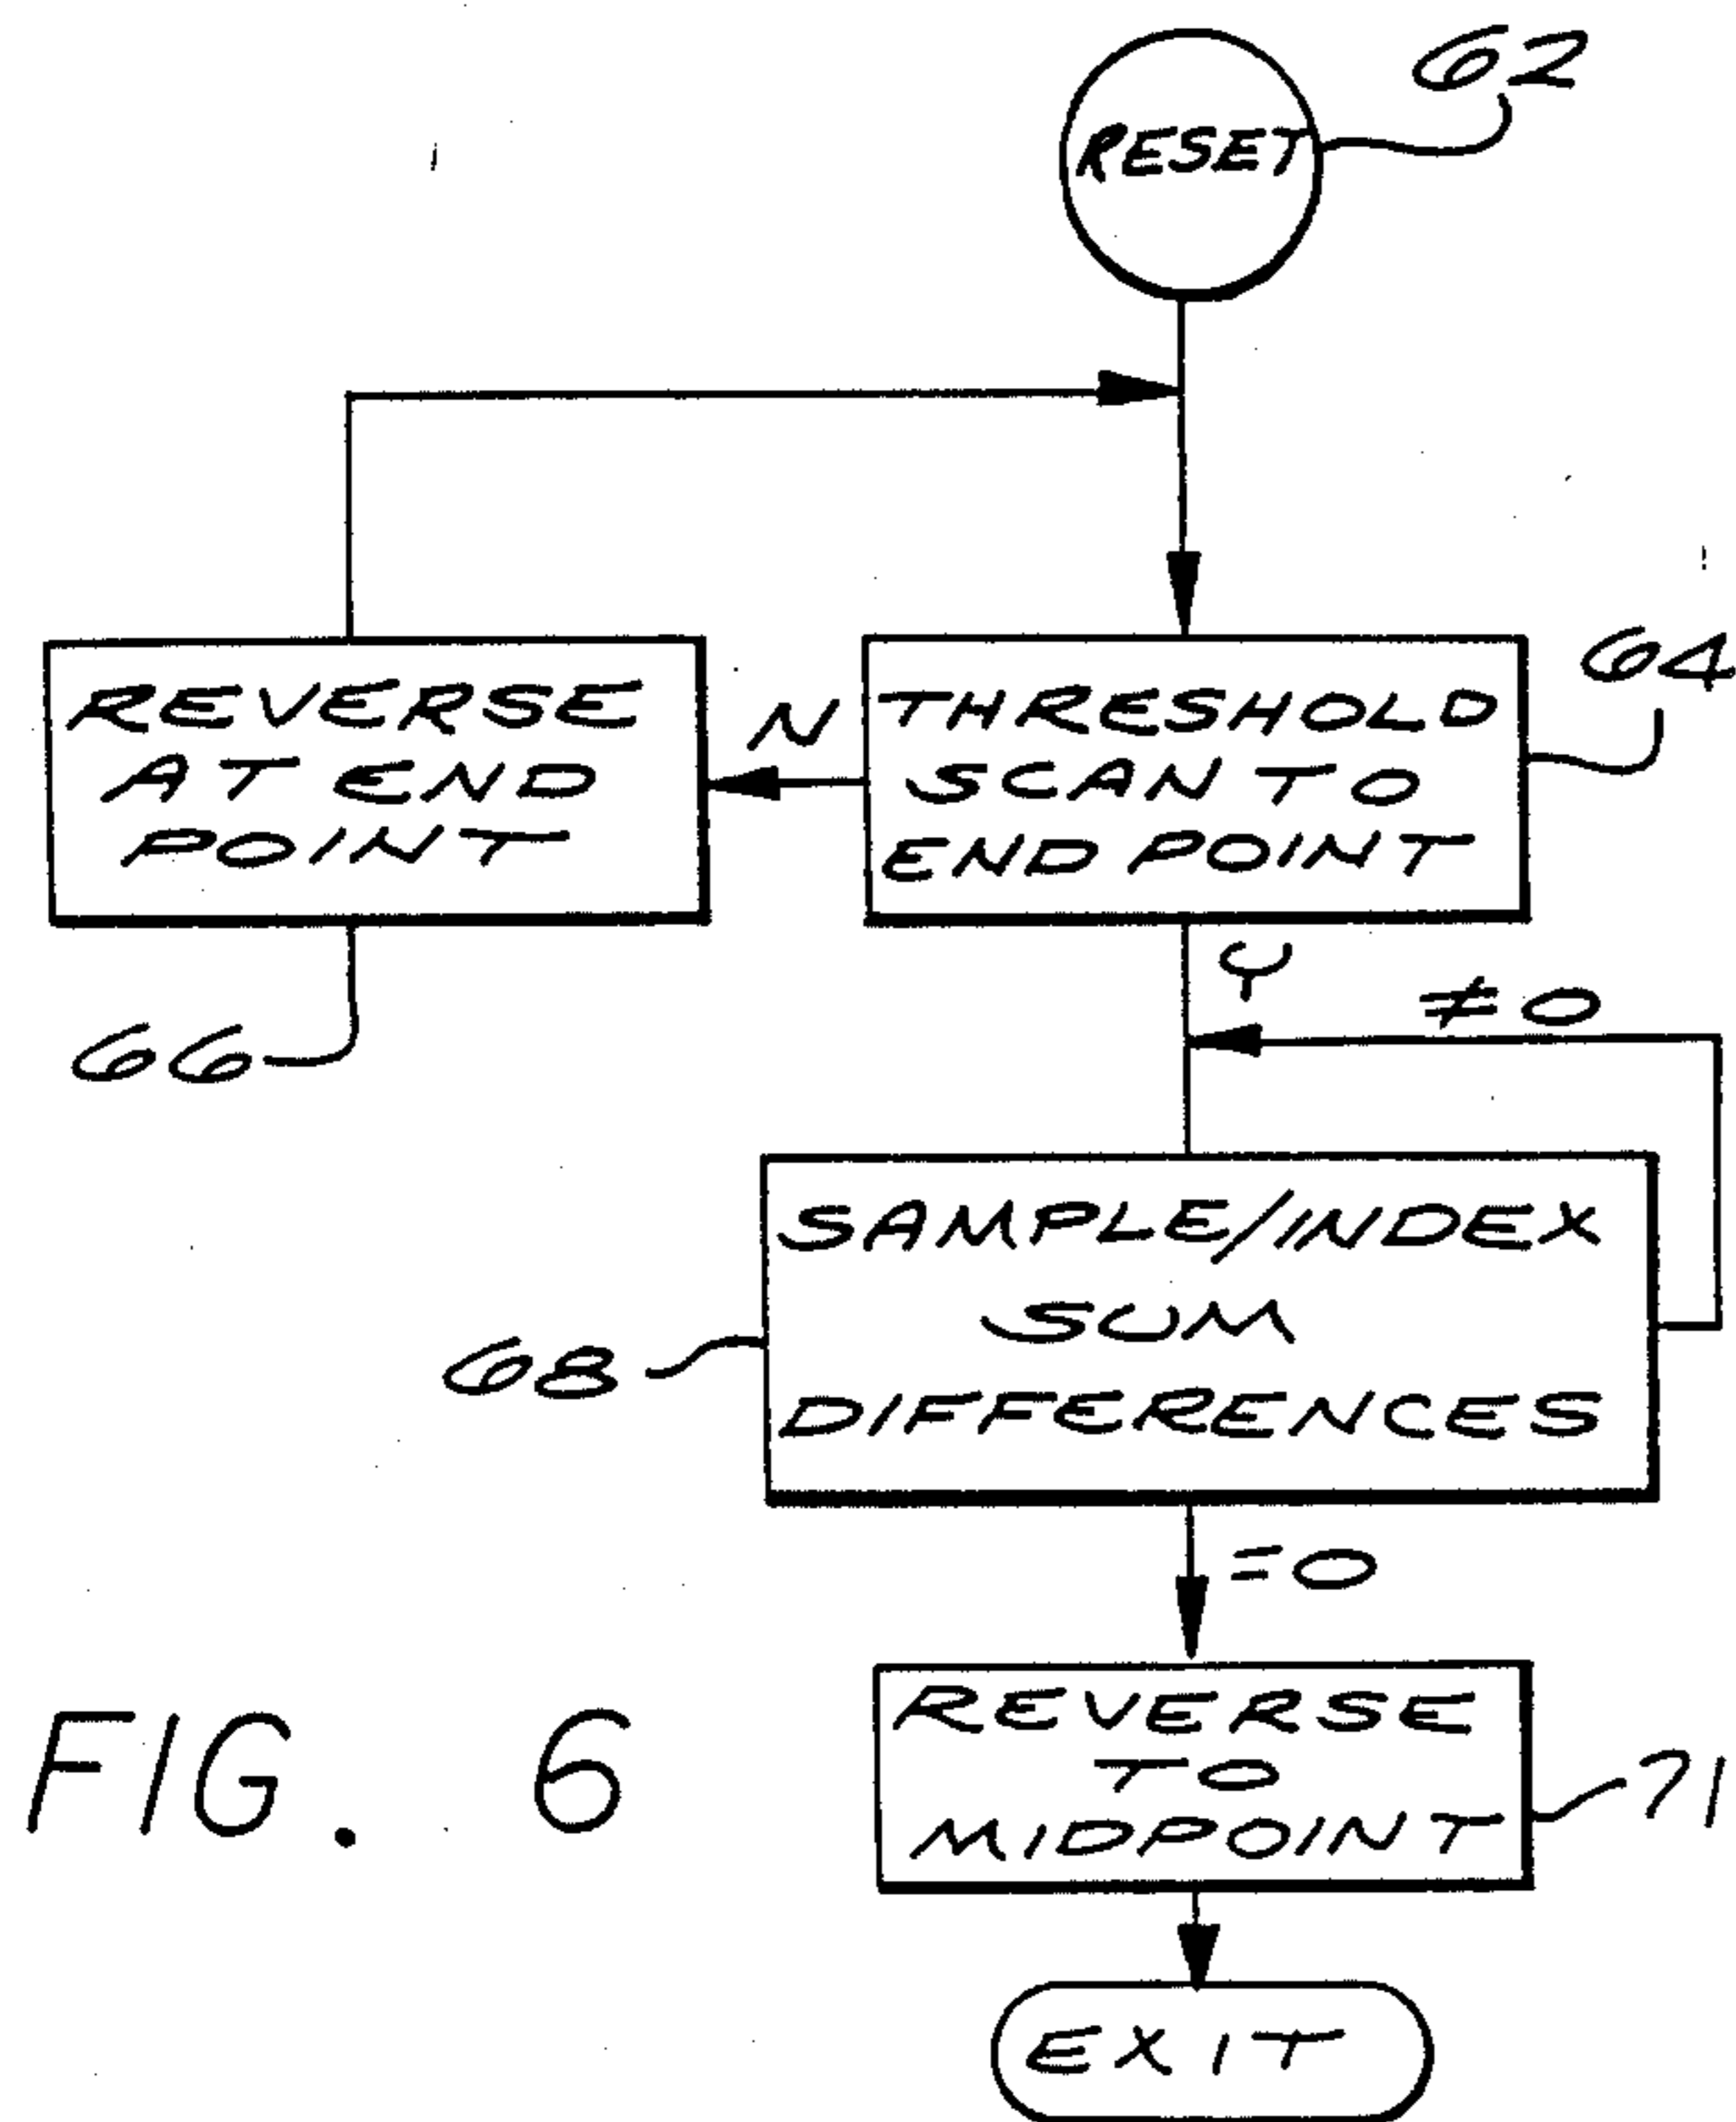 62
RESET
64
REVERSE
AT END
POINT
N
THRESHOLD
SCAN TO
END POINT
Y
≠0
66
SAMPLE/INDEX
SUM
DIFFERENCES
68
=0
REVERSE
TO
MIDPOINT
71
FIG. 6
EXIT